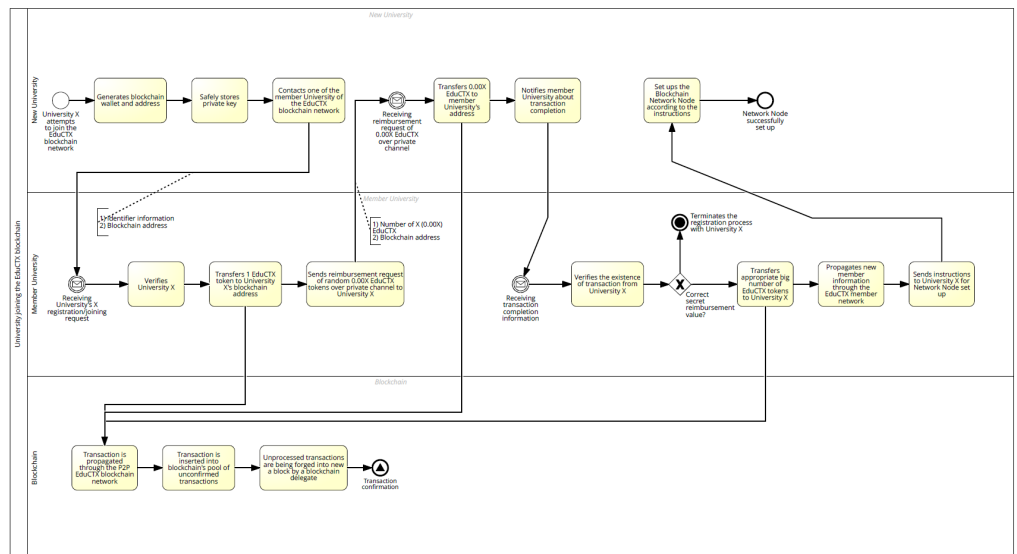 New University
New University
University X
attempts
to join the
EduCTX
blockchain
network
Generates blockchain
wallet and address
Safely stores
private key
Contacts one of the
member University of
the EduCTX
blockchain network
Receiving
reimbursement
request of
0.00X EduCTX
over private
channel
Transfers 0.00X
EduCTX to
member
University's
address
Notifies member
University about
transaction
completion
Set ups the
Blockchain
Network Node
according to the
instructions
Network Node
successfully
set up
University joining the EduCTX blockchain
Member University
Member University
1) Identifier information
2) Blockchain address
1) Number of X (0.00X)
EduCTX
2) Blockchain address
Receiving
University's X
registration/joining
request
Verifies
University X
Transfers 1 EduCTX
token to University
X's blockchain
address
Sends reimbursement request
of random 0.00X EduCTX
tokens over private channel to
University X
Receiving
transaction
completion
information
Verifies the existence
of transaction from
University X
Terminates the
registration process
with University X
Correct
secret
reimbursement
value?
Transfers
appropriate big
number of
EduCTX tokens to
University X
Propagates new
member
information
through the
EduCTX member
network
Sends instructions
to University X for
Network Node set
up
Blockchain
Blockchain
Transaction is
propagated
through the P2P
EduCTX blockchain
network
Transaction is
inserted into
blockchain's pool of
unconfirmed
transactions
Unprocessed transactions
are being forged into new
a block by a blockchain
delegate
Transaction
confirmation